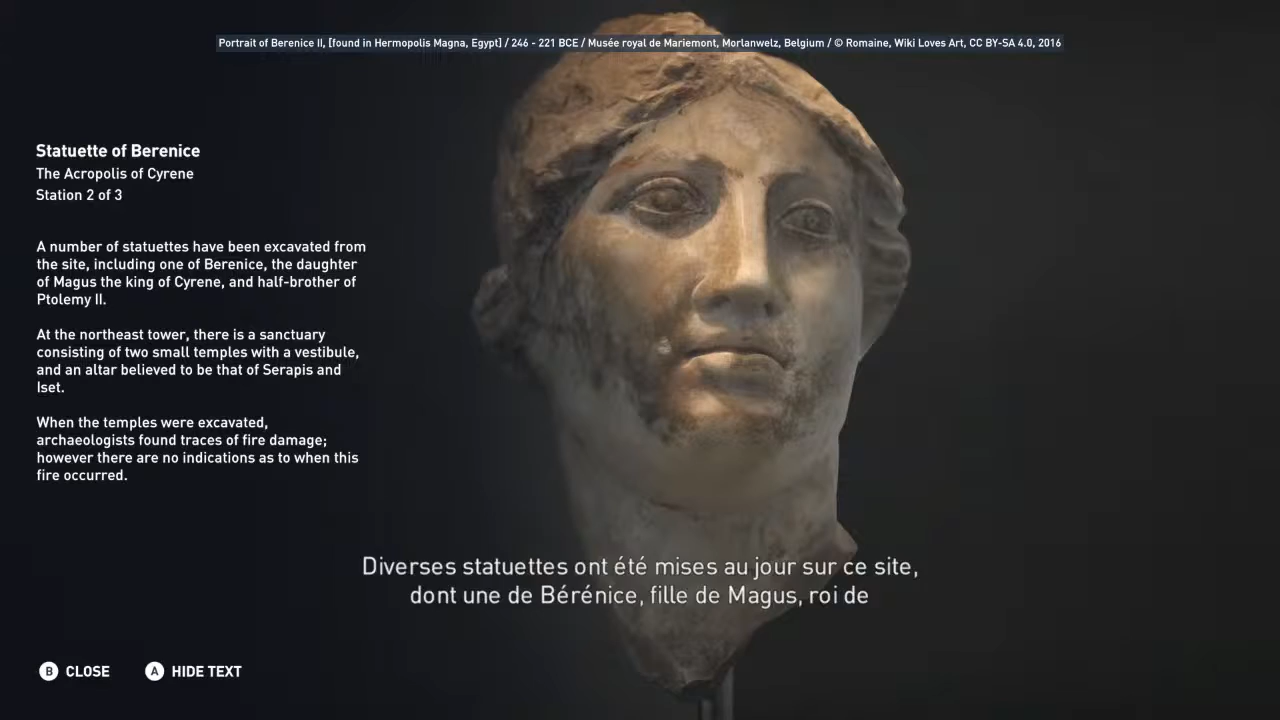 Portrait of Berenice II, [found in Hermopolis Magna, Egypt] / 246 - 221 BCE / Musée royal de Mariemont, Morlanwelz, Belgium / © Romaine, Wiki Loves Art, CC BY-SA 4.0, 2016
Statuette of Berenice
The Acropolis of Cyrene
Station 2 of 3
A number of statuettes have been excavated from
the site, including one of Berenice, the daughter
of Magus the king of Cyrene, and half-brother of
Ptolemy II.
At the northeast tower, there is a sanctuary
consisting of two small temples with a vestibule,
and an altar believed to be that of Serapis and
Iset.
When the temples were excavated,
archaeologists found traces of fire damage;
however there are no indications as to when this
fire occurred.
Diverses statuettes ont été mises au jour sur ce site,
dont une de Bérénice, fille de Magus, roi de
B CLOSE A HIDE TEXT